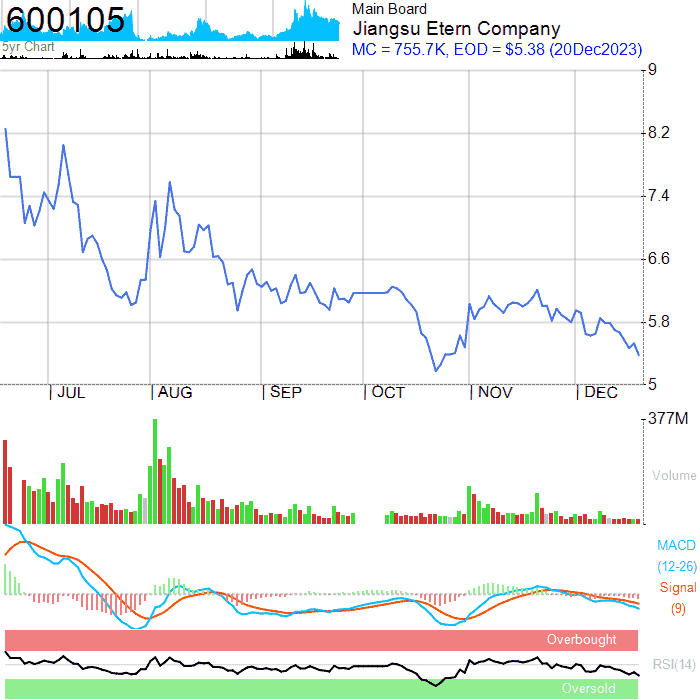 600105
5yr Chart
Main Board
Jiangsu Etern Company
MC = 755.7K, EOD = $5.38 (20Dec2023)
9
8.2
7.4
6.6
5.8
5
JUL AUG SEP OCT NOV DEC
377M
Volume
MACD
(12-26)
Signal
(9)
Overbought
RSI(14)
Oversold